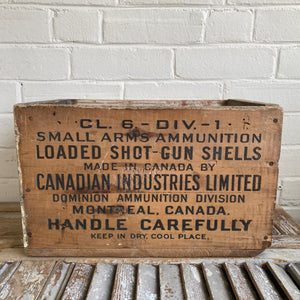 CL. 6 - DIV. - 1
SMALL ARMS AMMUNITION
LOADED SHOT-GUN SHELLS
MADE IN CANADA BY
CANADIAN INDUSTRIES LIMITED
DOMINION AMMUNITION DIVISION
MONTREAL, CANADA.
HANDLE CAREFULLY
KEEP IN DRY, COOL PLACE.